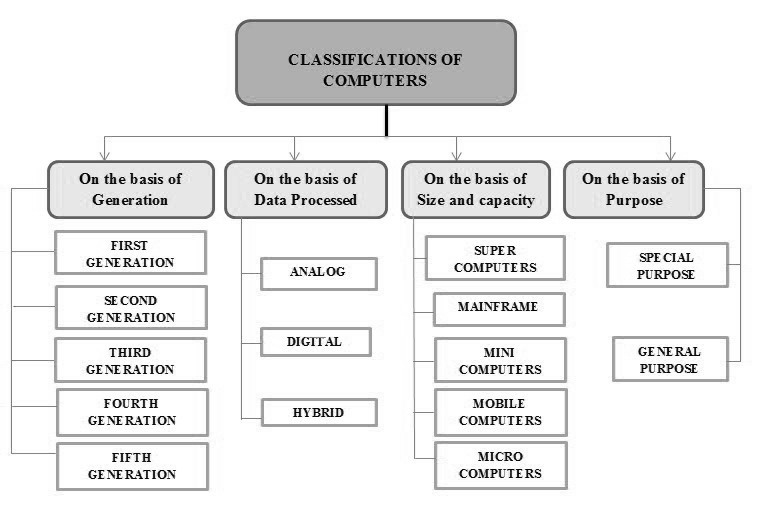 CLASSIFICATIONS OF
COMPUTERS
On the basis of
Generation
FIRST
GENERATION
SECOND
GENERATION
THIRD
GENERATION
FOURTH
GENERATION
FIFTH
GENERATION
On the basis of
Data Processed
ANALOG
DIGITAL
HYBRID
On the basis of
Size and capacity
SUPER
COMPUTERS
MAINFRAME
MINI
COMPUTERS
MOBILE
COMPUTERS
MICRO
COMPUTERS
On the basis of
Purpose
SPECIAL
PURPOSE
GENERAL
PURPOSE